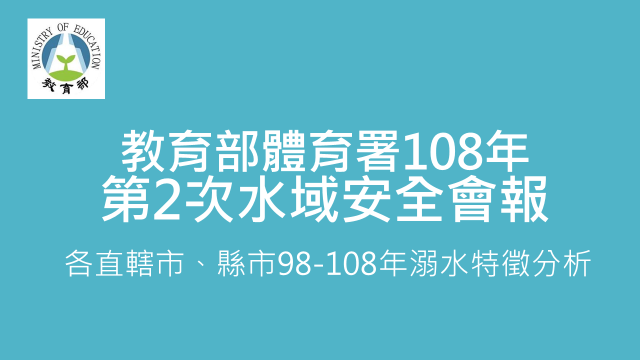 MINISTRY OF EDUCATION
教育部
教育部體育署108年
第2次水域安全會報
各直轄市、縣市98-108年溺水特徵分析